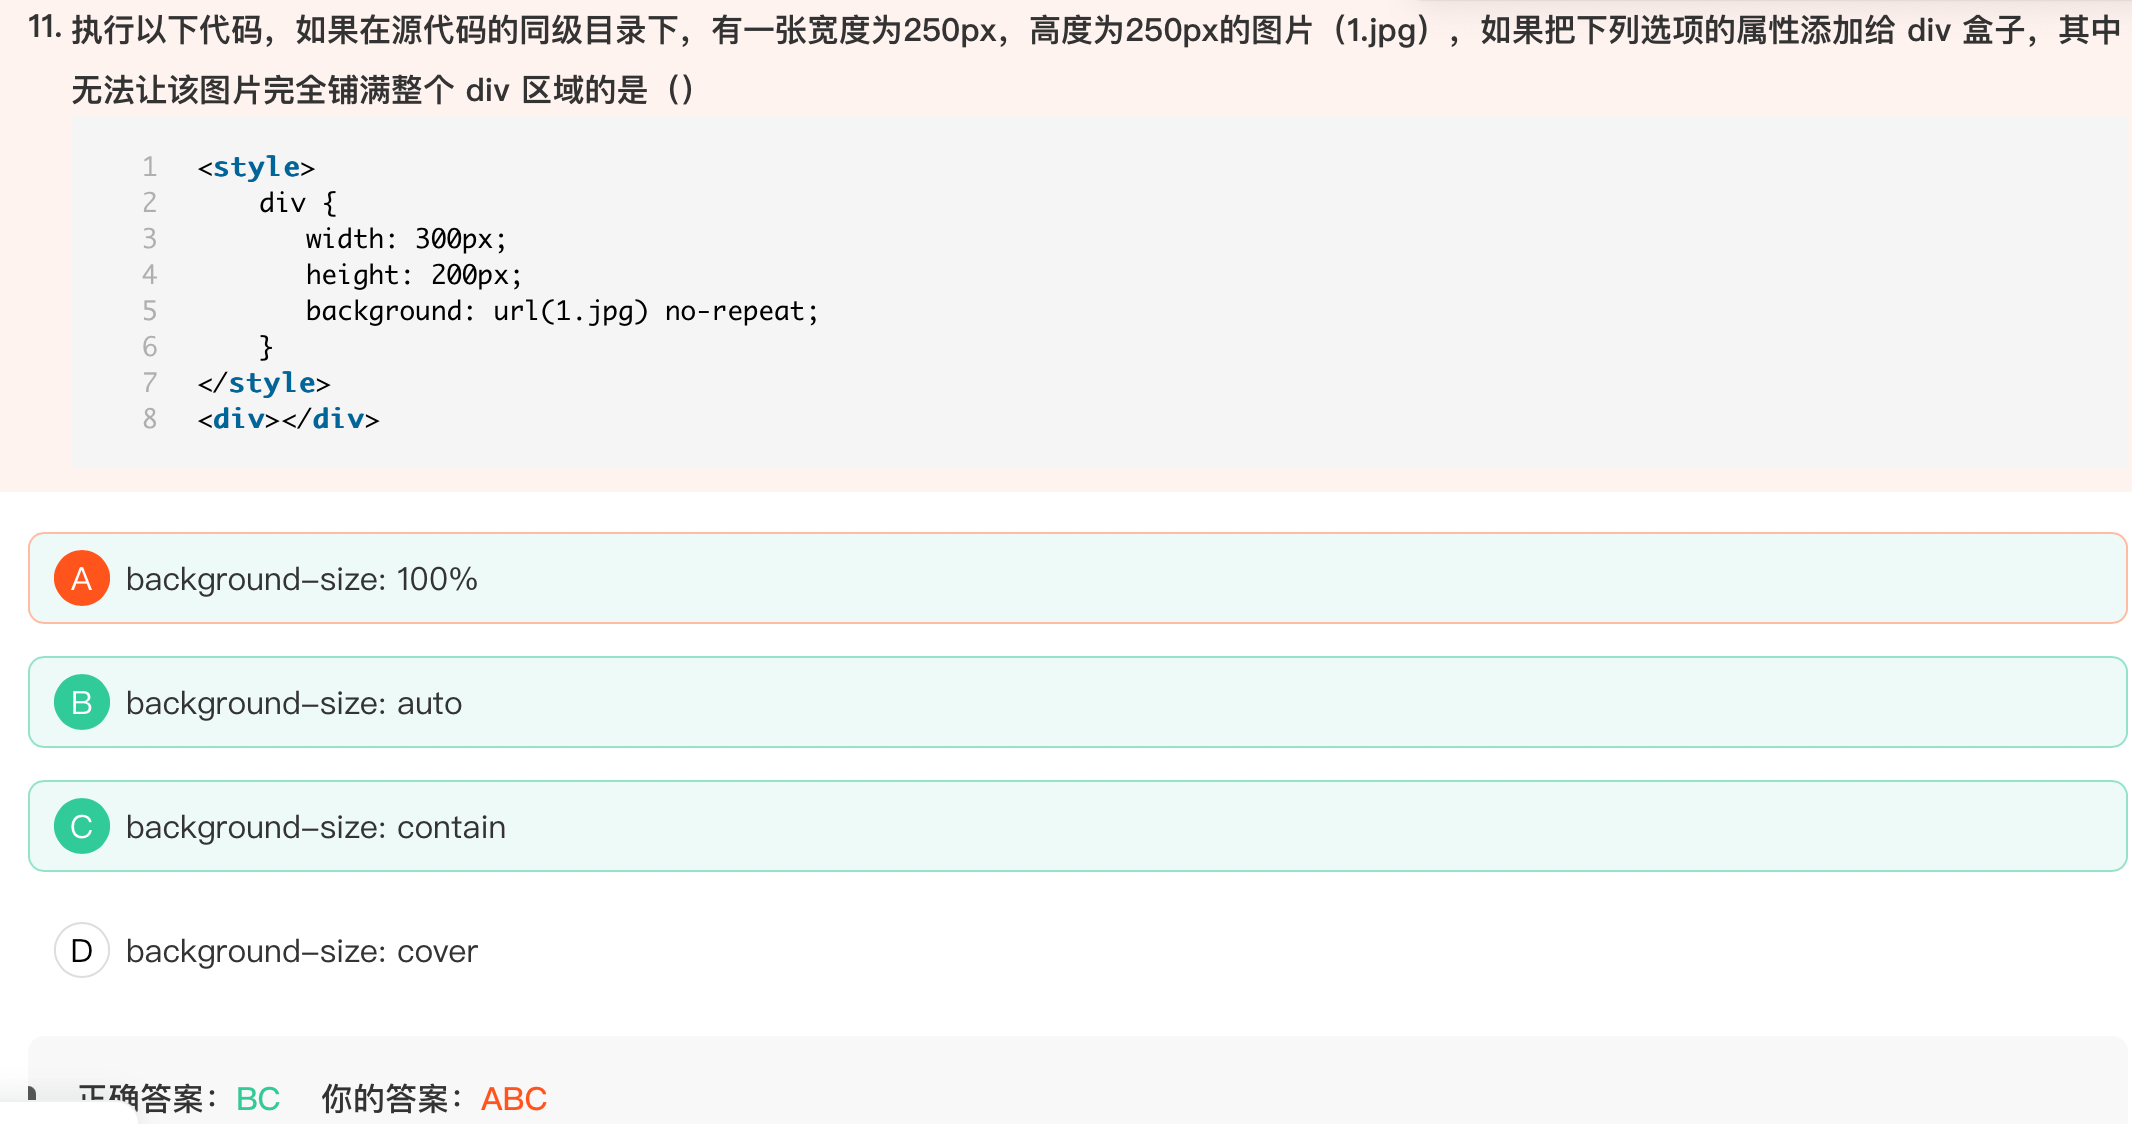 11. 执行以下代码，如果在源代码的同级目录下，有一张宽度为250px，高度为250px的图片（1.jpg），如果把下列选项的属性添加给 div 盒子，其中
无法让该图片完全铺满整个 div 区域的是（）
1 <style>
2 div {
3 width: 300px;
4 height: 200px;
5 background: url(1.jpg) no-repeat;
6 }
7 </style>
8 <div></div>
A background-size: 100%
B background-size: auto
C background-size: contain
D background-size: cover
正确答案：BC 你的答案：ABC